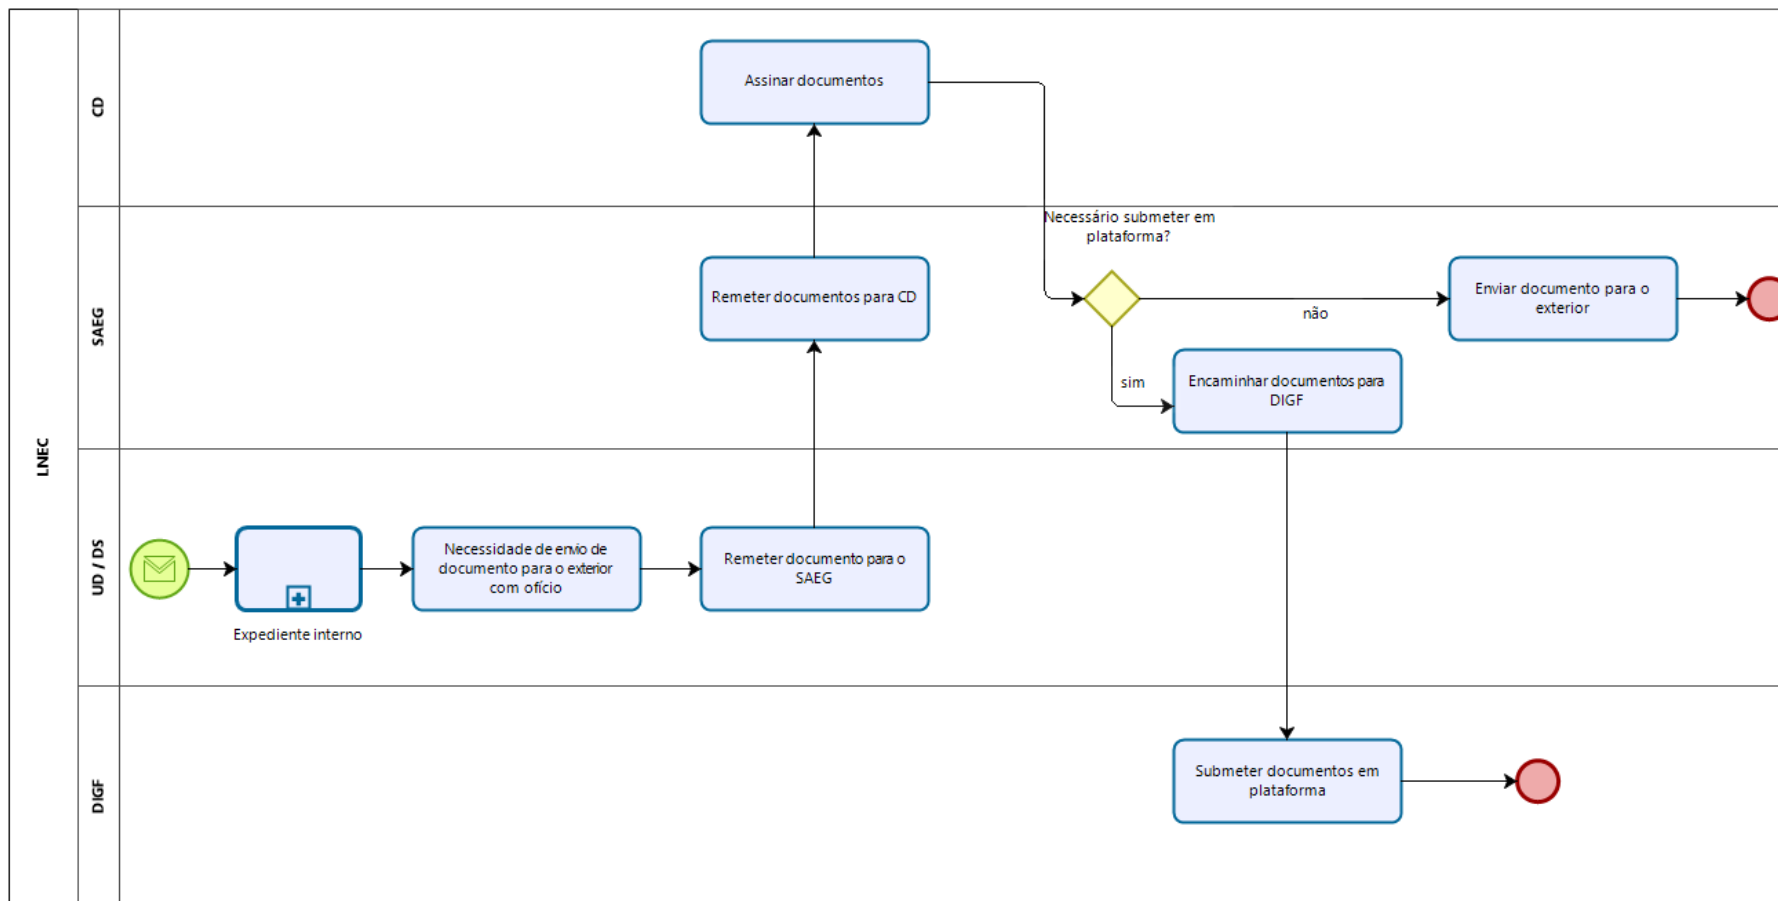 LNEC
CD
Assinar documentos
SAEG
Necessário submeter em
plataforma?
Remeter documentos para CD
não
Enviar documento para o
exterior
sim
Encaminhar documentos para
DIGF
UD / DS
Expediente interno
Necessidade de envio de
documento para o exterior
com ofício
Remeter documento para o
SAEG
DIGF
Submeter documentos em
plataforma